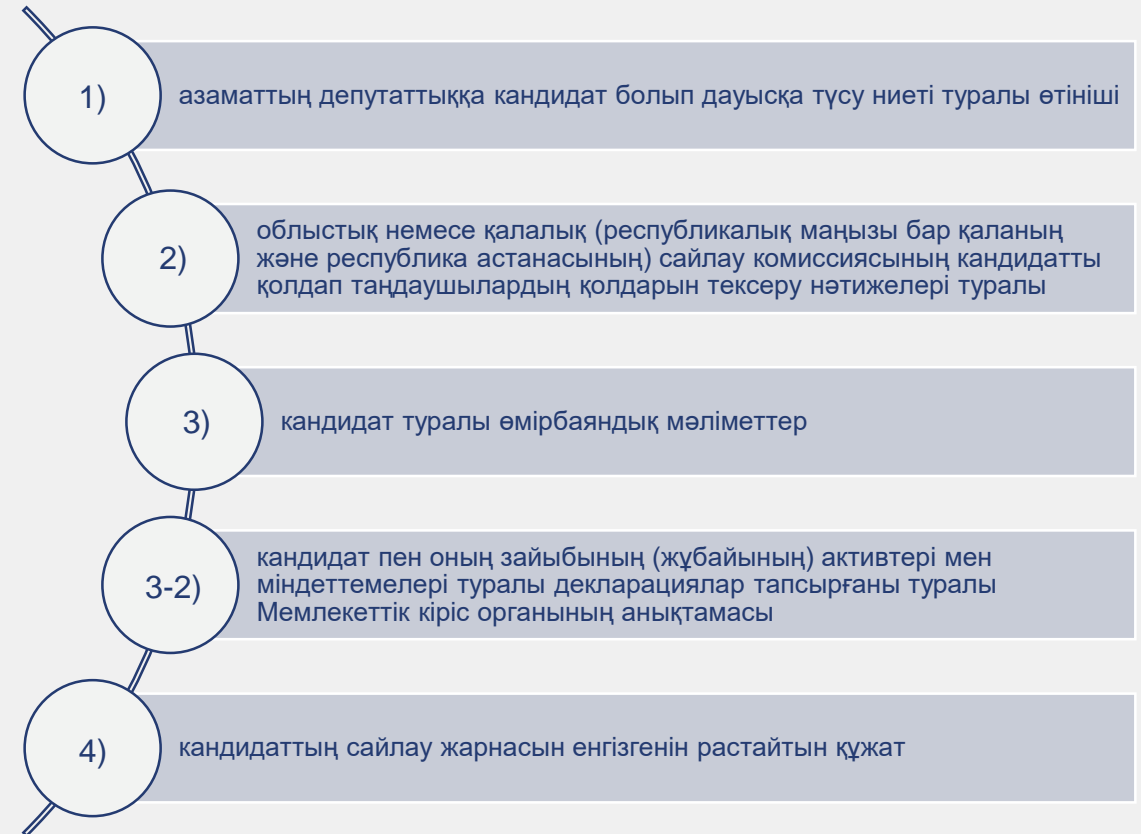 1)
азаматтың депутаттыққа кандидат болып дауысқа түсу ниеті туралы өтініші
2)
облыстық немесе қалалық (республикалық маңызы бар қаланың
және республика астанасының) сайлау комиссиясының кандидатты
қолдап таңдаушылардың қолдарын тексеру нәтижелері туралы
3)
кандидат туралы өмірбаяндық мәліметтер
3-2)
кандидат пен оның зайыбының (жұбайының) активтері мен
міндеттемелері туралы декларациялар тапсырғаны туралы
Мемлекеттік кіріс органының анықтамасы
4)
кандидаттың сайлау жарнасын енгізгенін растайтын құжат